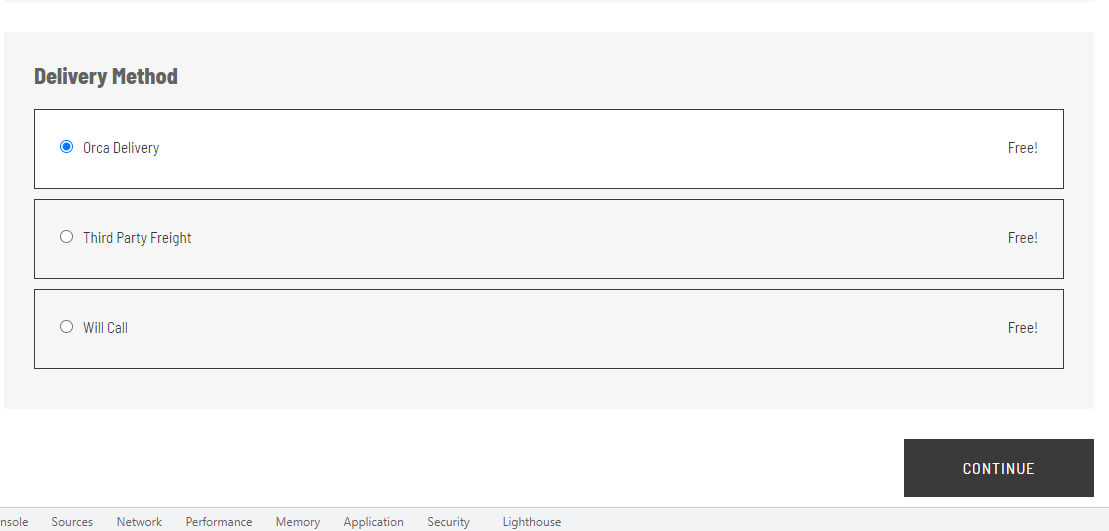 Delivery Method
Orca Delivery Free!
Third Party Freight Free!
Will Call Free!
CONTINUE
nsole Sources Network Performance Memory Application Security Lighthouse